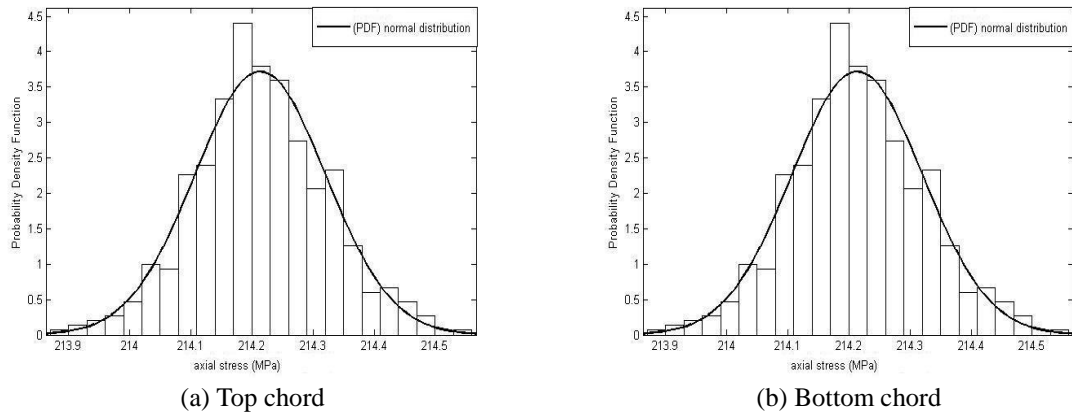 (PDF) normal distribution
4.5
4
3.5
3
2.5
2
1.5
1
0.5
0
Probability Density Function
213.9 214 214.1 214.2 214.3 214.4 214.5
axial stress (MPa)
(a) Top chord
(PDF) normal distribution
4.5
4
3.5
3
2.5
2
1.5
1
0.5
0
Probability Density Function
213.9 214 214.1 214.2 214.3 214.4 214.5
axial stress (MPa)
(b) Bottom chord